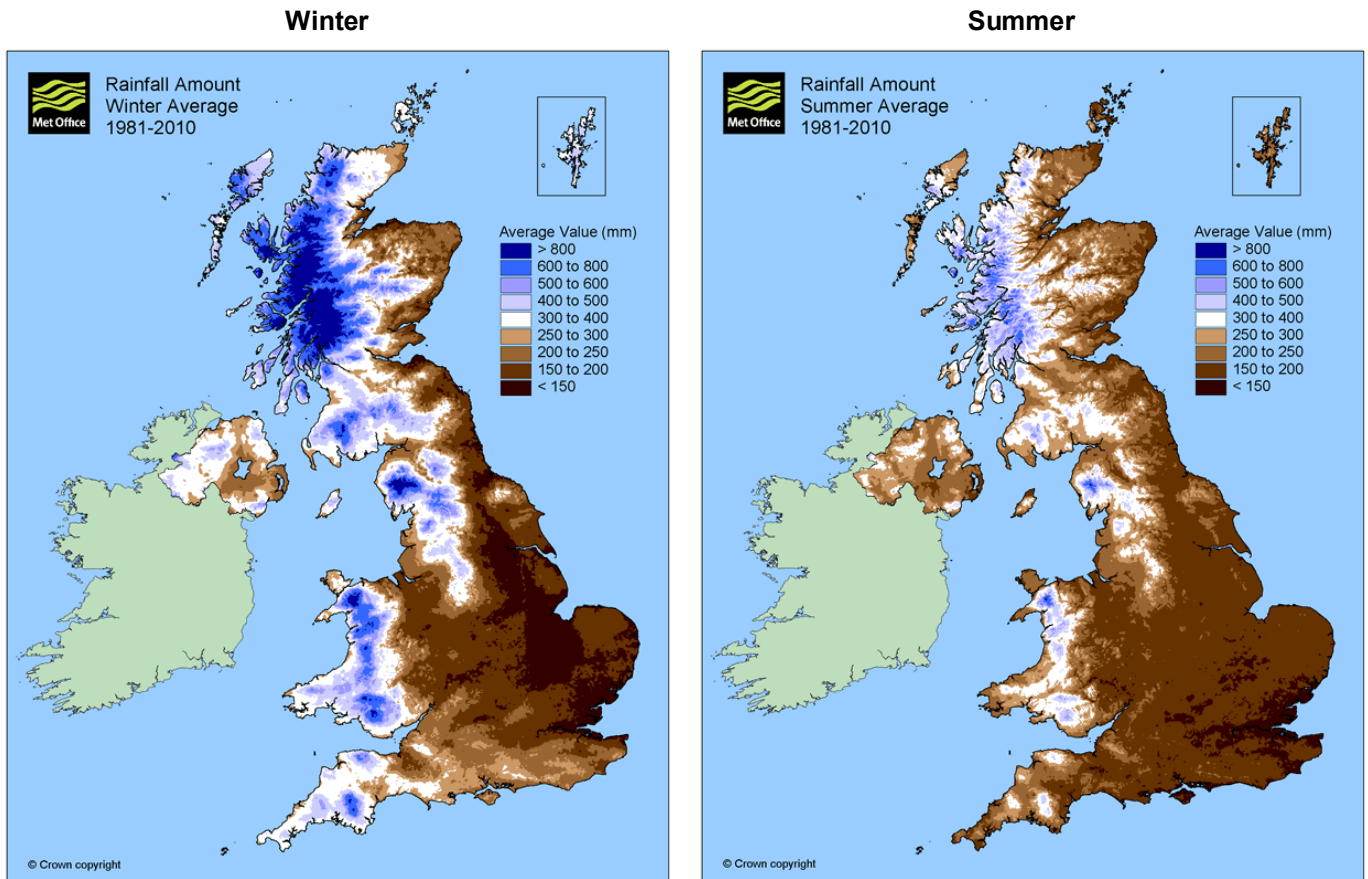 Winter
Summer
Met Office
Rainfall Amount
Winter Average
1981-2010
Average Value (mm)
> 800
600 to 800
500 to 600
400 to 500
300 to 400
250 to 300
200 to 250
150 to 200
< 150
© Crown copyright
Met Office
Rainfall Amount
Summer Average
1981-2010
Average Value (mm)
> 800
600 to 800
500 to 600
400 to 500
300 to 400
250 to 300
200 to 250
150 to 200
< 150
© Crown copyright